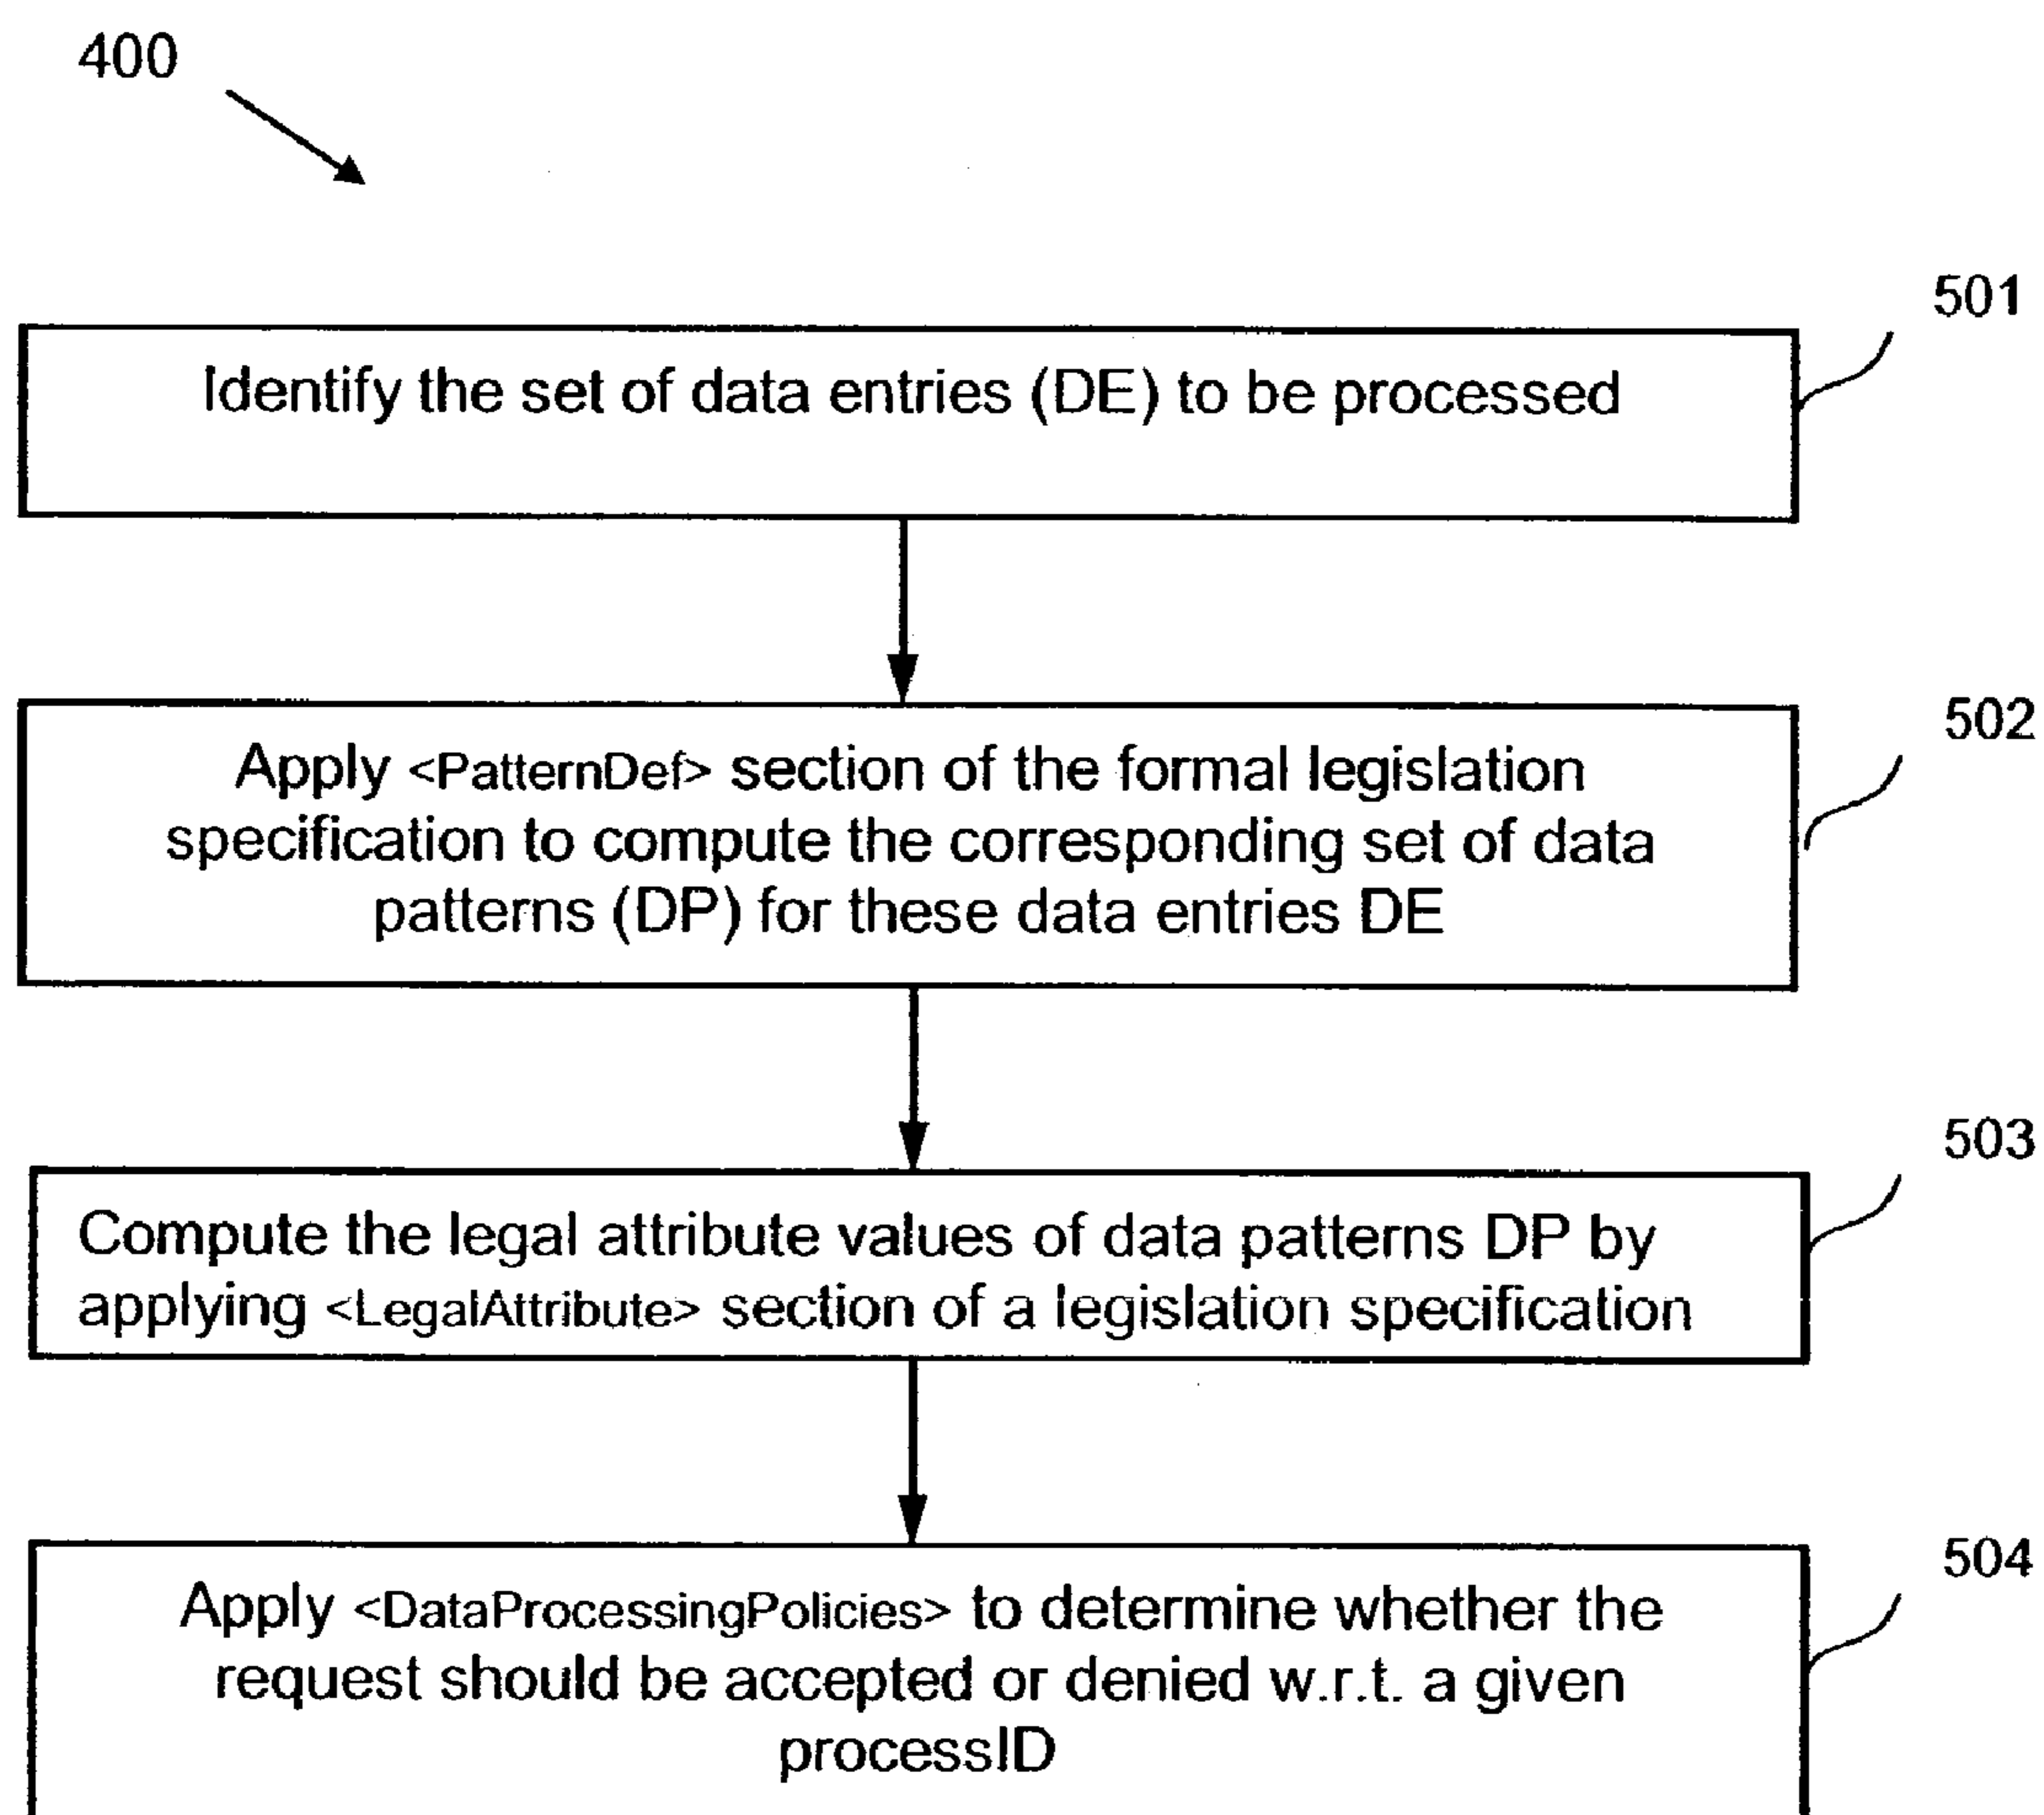 400
501
Identify the set of data entries (DE) to be processed
502
Apply <PatternDef> section of the formal legislation
specification to compute the corresponding set of data
patterns (DP) for these data entries DE
503
Compute the legal attribute values of data patterns DP by
applying <LegalAttribute> section of a legislation specification
504
Apply <DataProcessingPolicies> to determine whether the
request should be accepted or denied w.r.t. a given
processID